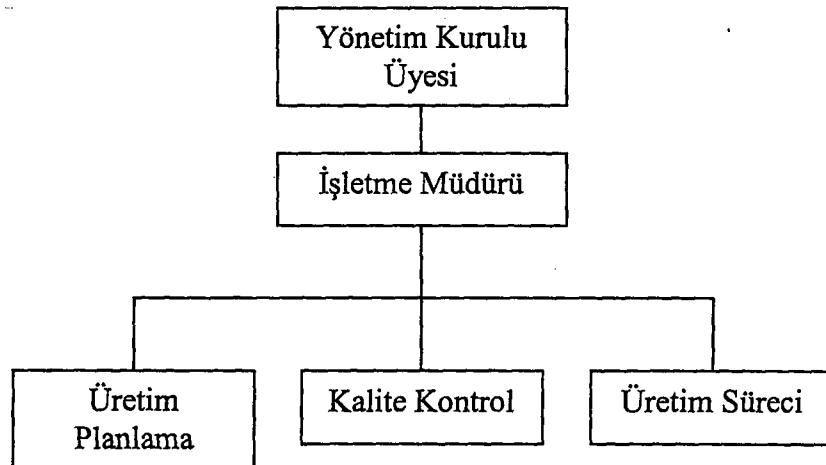 Yönetim Kurulu
Üyesi
İşletme Müdürü
Üretim
Planlama
Kalite Kontrol
Üretim Süreci